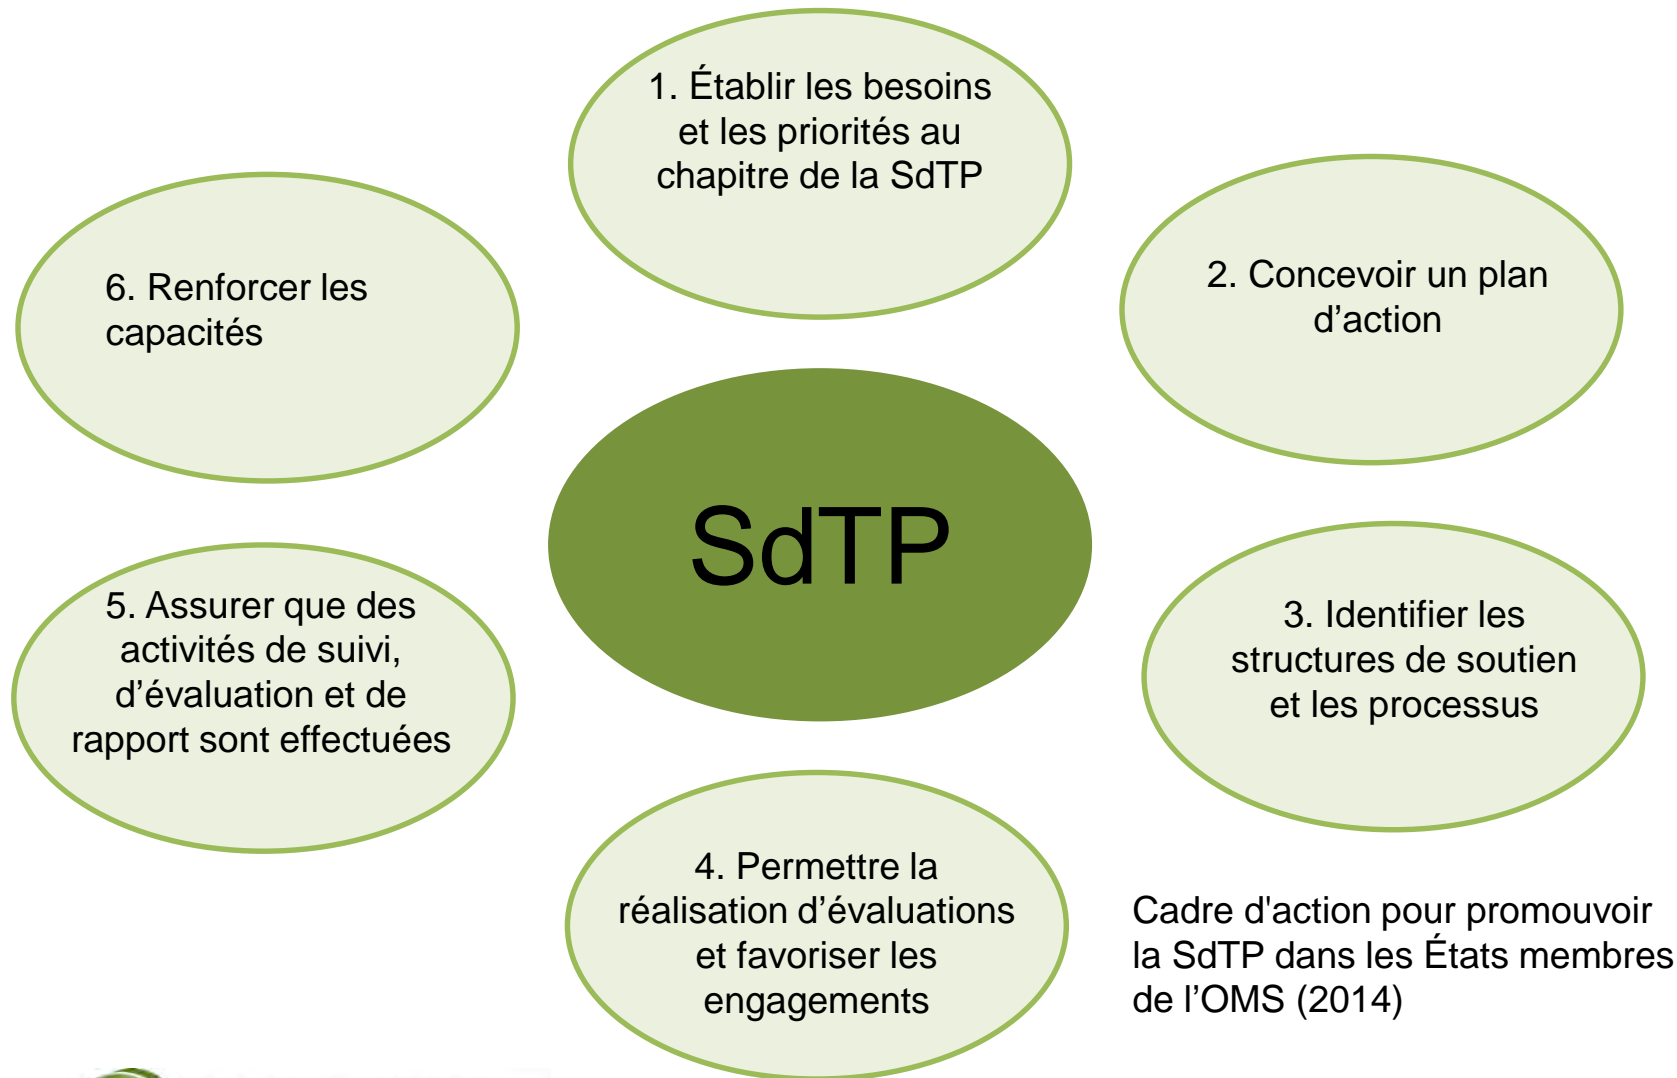 1. Établir les besoins
et les priorités au
chapitre de la SdTP
2. Concevoir un plan
d’action
3. Identifier les
structures de soutien
et les processus
4. Permettre la
réalisation d’évaluations
et favoriser les
engagements
5. Assurer que des
activités de suivi,
d’évaluation et de
rapport sont effectuées
6. Renforcer les
capacités
SdTP
Cadre d'action pour promouvoir
la SdTP dans les États membres
de l’OMS (2014)